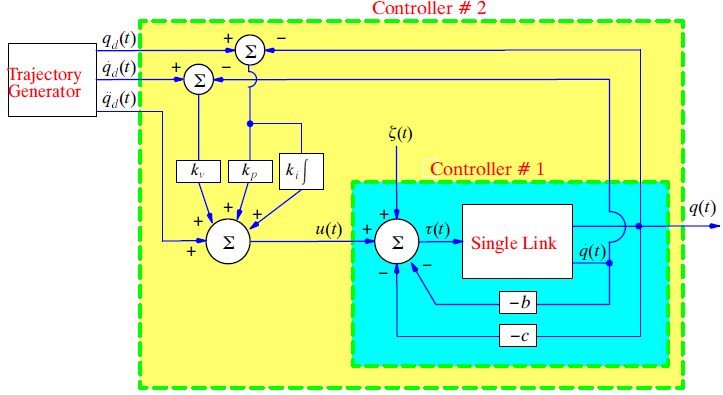 Controller # 2
q_d(t)
q̇_d(t)
q̈_d(t)
Trajectory
Generator
+
−
Σ
+
−
Σ
ζ(t)
k_v
k_p
k_i ∫
Controller # 1
+
+
+
+
Σ
u(t)
+
+
−
−
Σ
τ(t)
Single Link
q(t)
q̇(t)
−b
−c